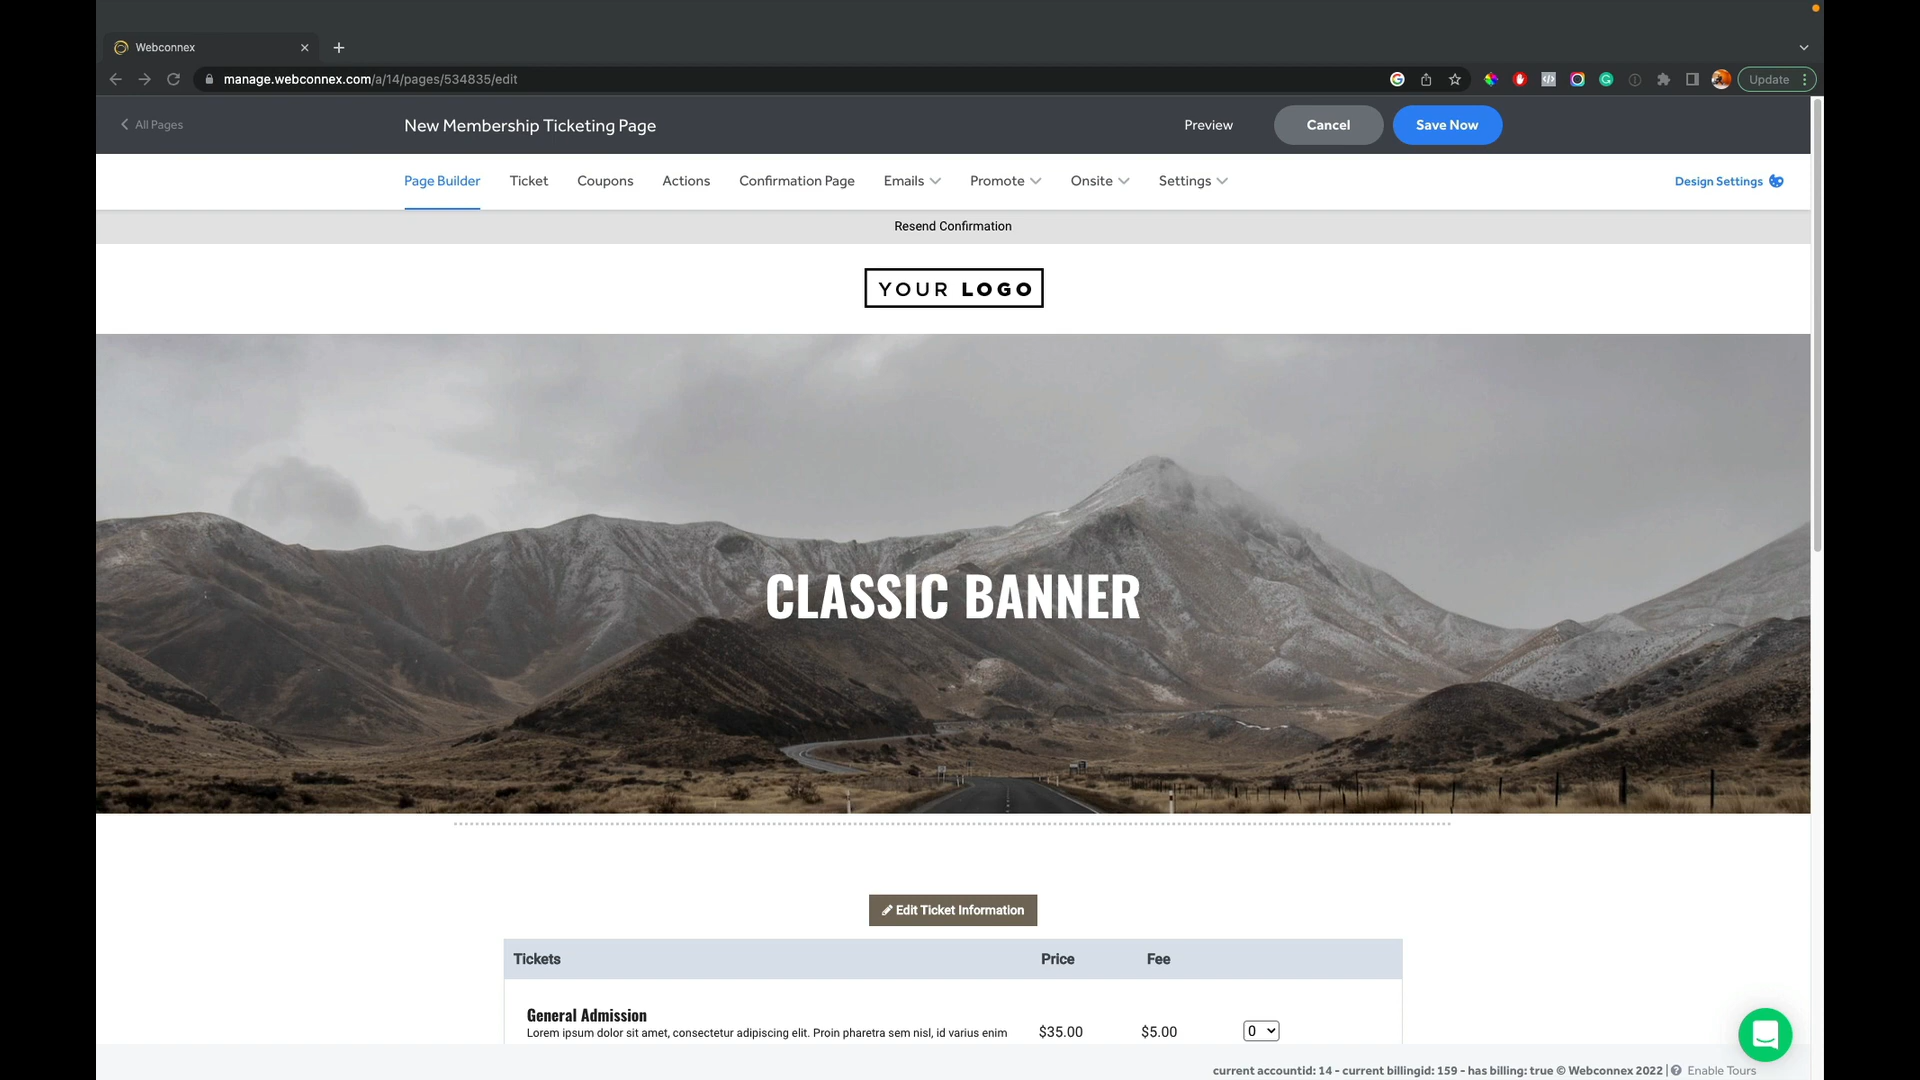 Webconnex
manage.webconnex.com/a/14/pages/534835/edit
Update
All Pages
New Membership Ticketing Page
Preview
Cancel
Save Now
Page Builder
Ticket
Coupons
Actions
Confirmation Page
Emails
Promote
Onsite
Settings
Design Settings
Resend Confirmation
YOUR LOGO
CLASSIC BANNER
Edit Ticket Information
Tickets Price Fee
General Admission
Lorem ipsum dolor sit amet, consectetur adipiscing elit. Proin pharetra sem nisl, id varius enim
$35.00 $5.00 0
current accountid: 14 - current billingid: 159 - has billing: true © Webconnex 2022 | Enable Tours